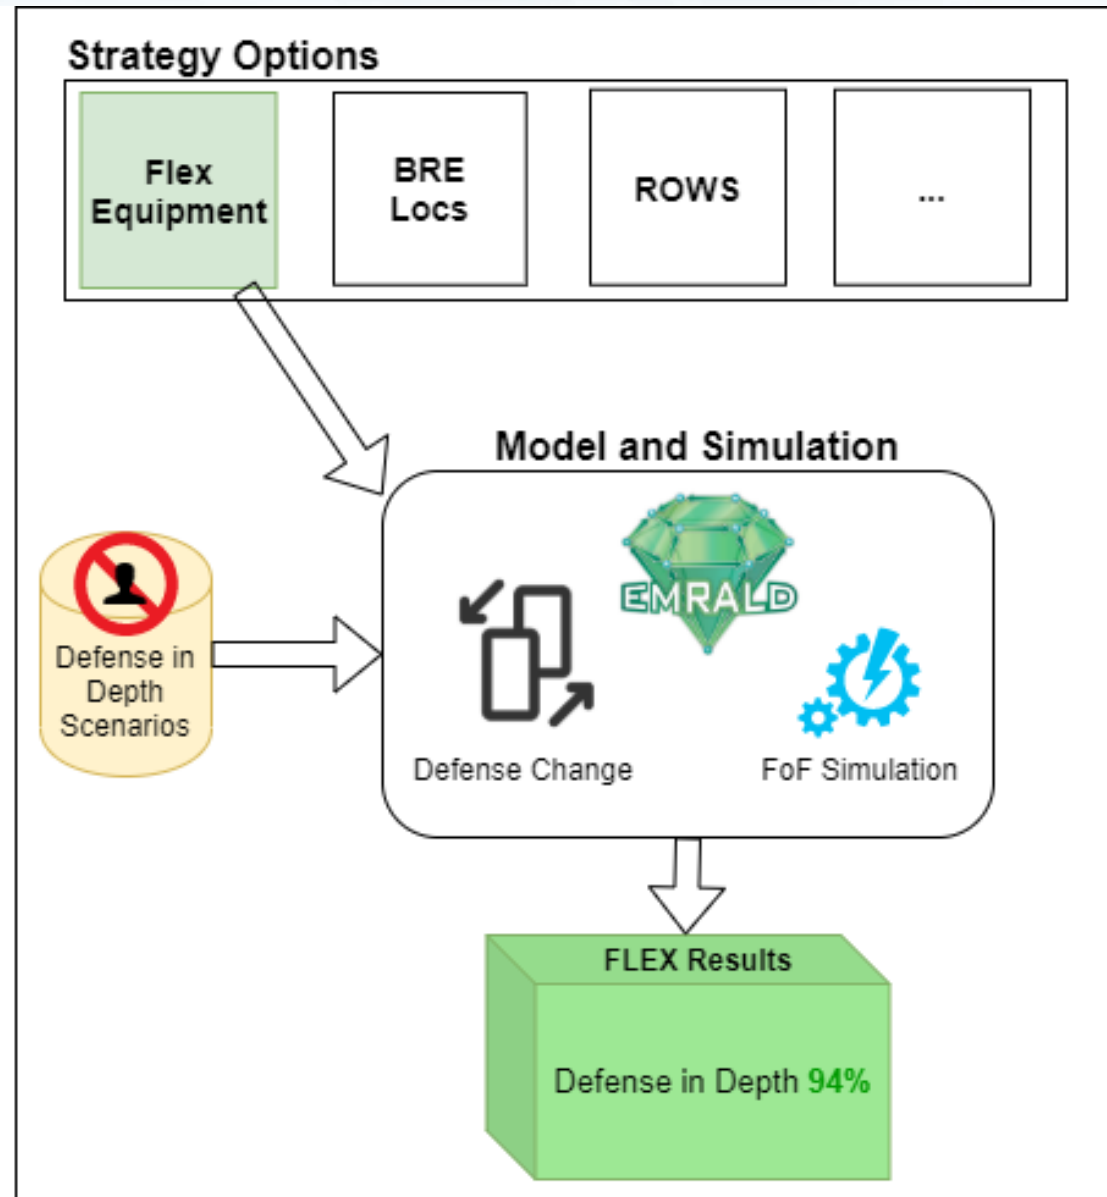 Strategy Options
Flex
Equipment
BRE
Locs
ROWS
...
Model and Simulation
EMRALD
Defense in
Depth
Scenarios
Defense Change
FoF Simulation
FLEX Results
Defense in Depth 94%